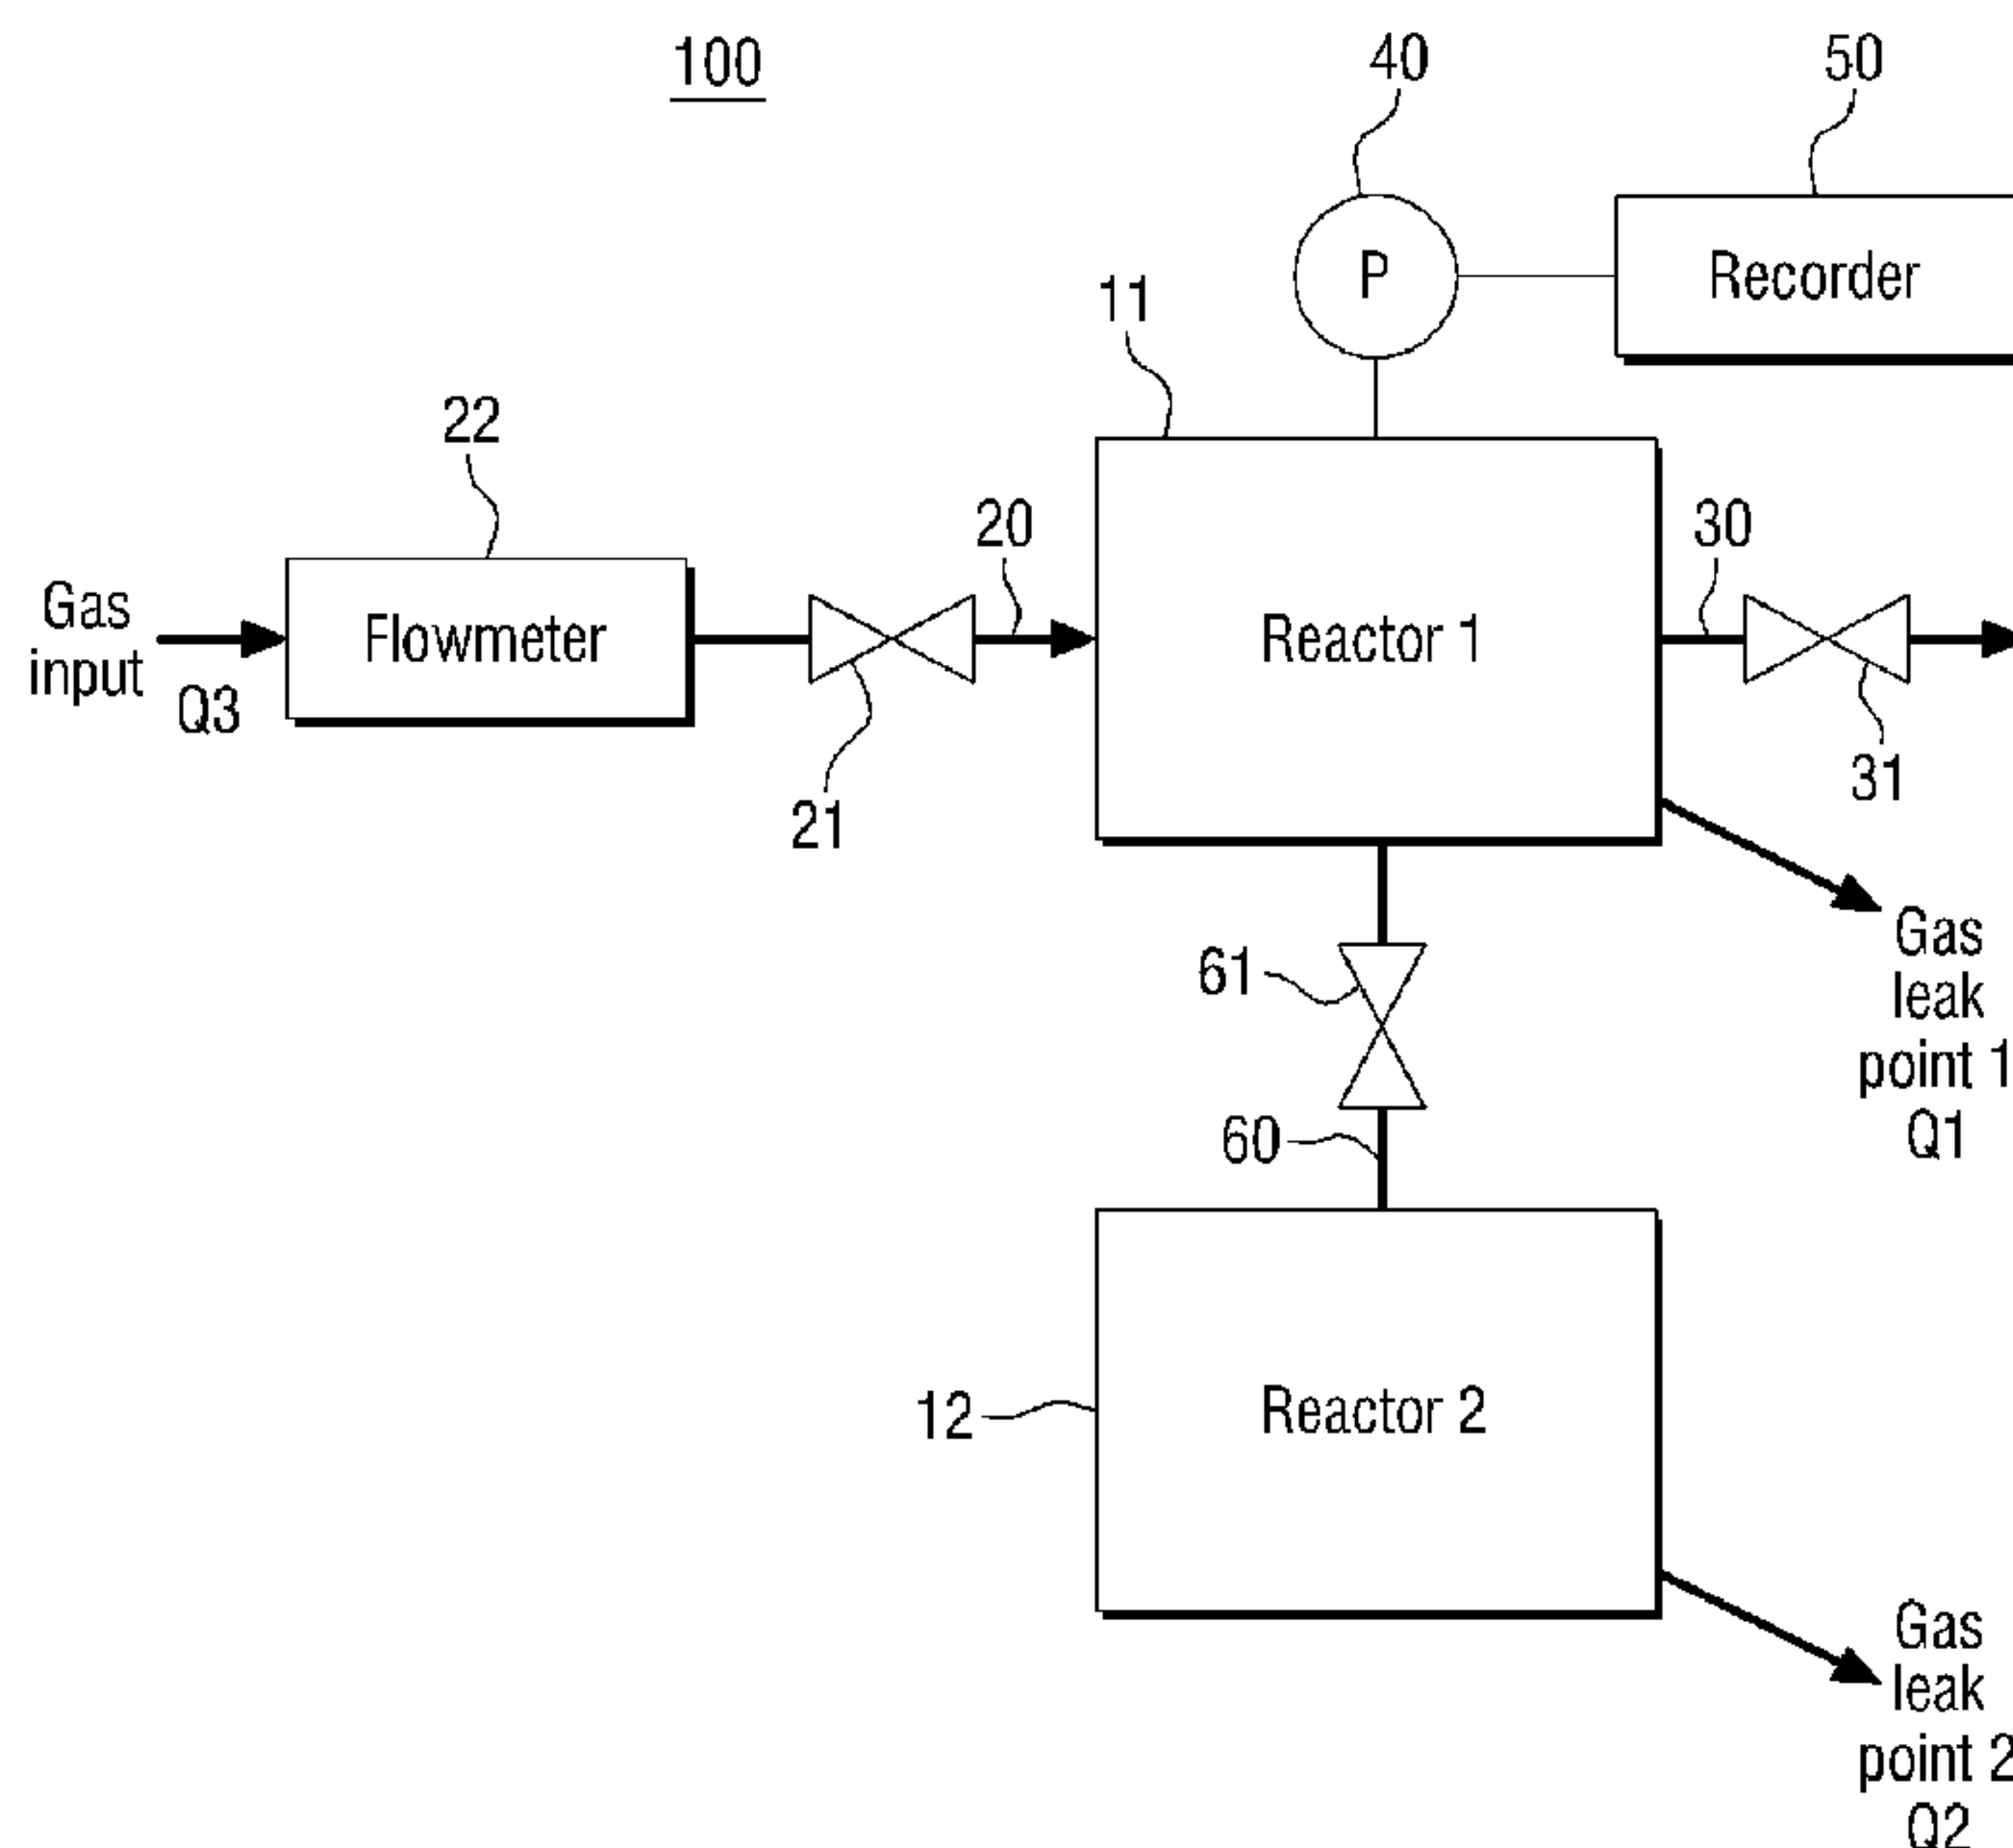 100
40
50
P
Recorder
11
22
20
30
Gas
input
Q3
Flowmeter
Reactor 1
21
31
61
Gas
leak
point 1
Q1
60
12
Reactor 2
Gas
leak
point 2
Q2